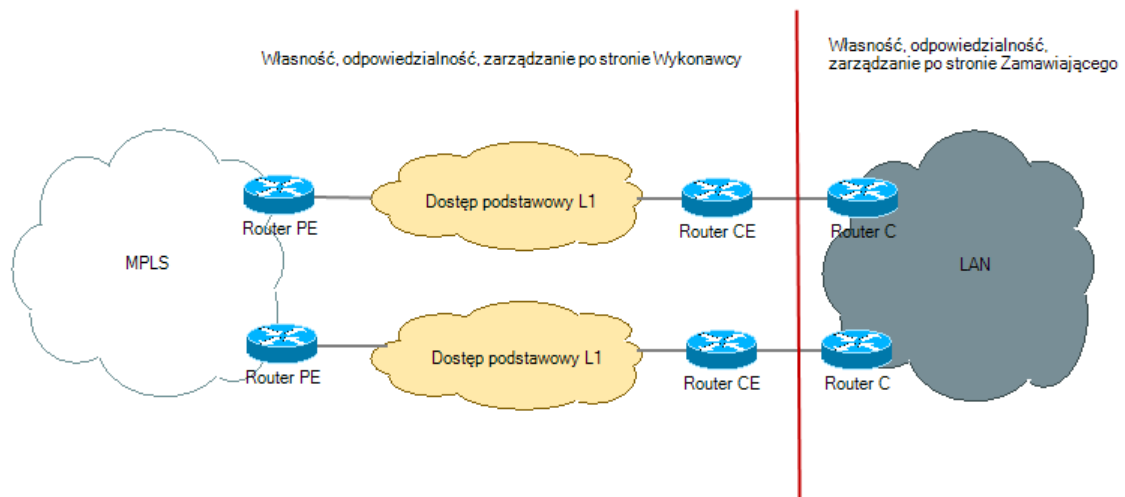 Własność, odpowiedzialność, zarządzanie po stronie Wykonawcy
Własność, odpowiedzialność,
zarządzanie po stronie Zamawiającego
Dostęp podstawowy L1
Router PE
Router CE
Router C
MPLS
LAN
Dostęp podstawowy L1
Router PE
Router CE
Router C